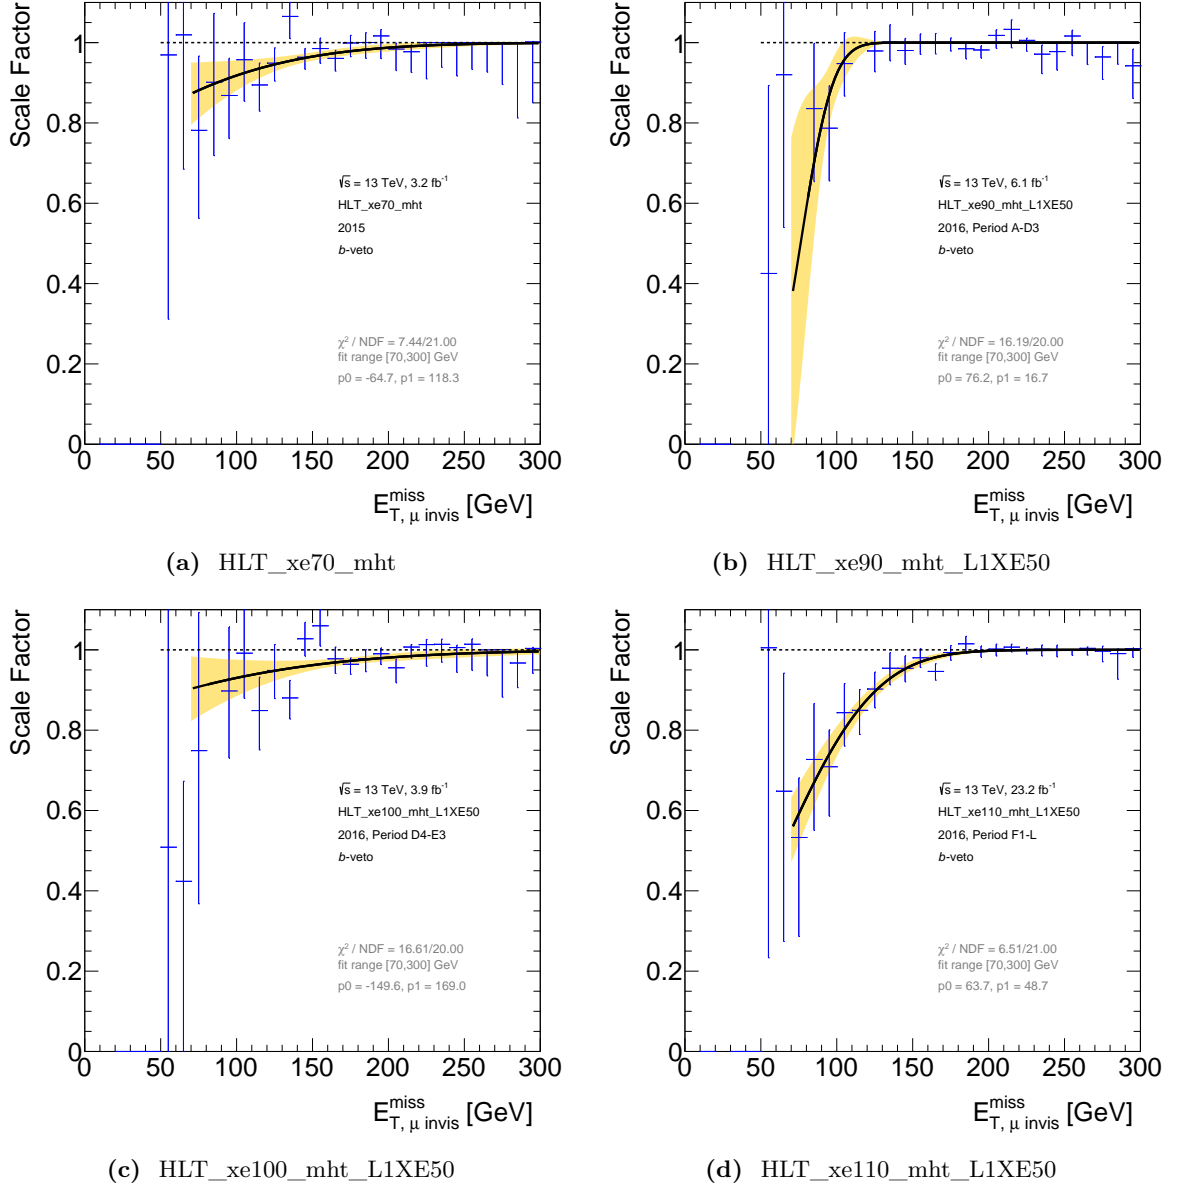 Scale Factor
1
0.8
0.6
0.4
0.2
0
√s = 13 TeV, 3.2 fb⁻¹
HLT_xe70_mht
2015
b-veto
χ² / NDF = 7.44/21.00
fit range [70,300] GeV
p0 = -64.7, p1 = 118.3
0 50 100 150 200 250 300
E_T, μ invis^miss [GeV]
(a) HLT_xe70_mht
Scale Factor
1
0.8
0.6
0.4
0.2
0
√s = 13 TeV, 6.1 fb⁻¹
HLT_xe90_mht_L1XE50
2016, Period A-D3
b-veto
χ² / NDF = 16.19/20.00
fit range [70,300] GeV
p0 = 76.2, p1 = 16.7
0 50 100 150 200 250 300
E_T, μ invis^miss [GeV]
(b) HLT_xe90_mht_L1XE50
Scale Factor
1
0.8
0.6
0.4
0.2
0
√s = 13 TeV, 3.9 fb⁻¹
HLT_xe100_mht_L1XE50
2016, Period D4-E3
b-veto
χ² / NDF = 16.61/20.00
fit range [70,300] GeV
p0 = -149.6, p1 = 169.0
0 50 100 150 200 250 300
E_T, μ invis^miss [GeV]
(c) HLT_xe100_mht_L1XE50
Scale Factor
1
0.8
0.6
0.4
0.2
0
√s = 13 TeV, 23.2 fb⁻¹
HLT_xe110_mht_L1XE50
2016, Period F1-L
b-veto
χ² / NDF = 6.51/21.00
fit range [70,300] GeV
p0 = 63.7, p1 = 48.7
0 50 100 150 200 250 300
E_T, μ invis^miss [GeV]
(d) HLT_xe110_mht_L1XE50